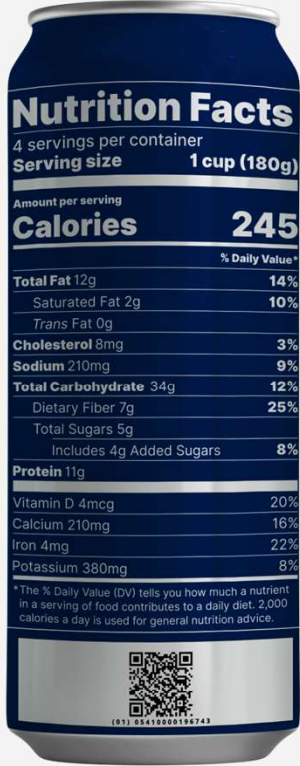 Nutrition Facts
4 servings per container
Serving size 1 cup (180g)
Amount per serving
Calories 245
% Daily Value*
Total Fat 12g 14%
Saturated Fat 2g 10%
Trans Fat 0g
Cholesterol 8mg 3%
Sodium 210mg 9%
Total Carbohydrate 34g 12%
Dietary Fiber 7g 25%
Total Sugars 5g
Includes 4g Added Sugars 8%
Protein 11g
Vitamin D 4mcg 20%
Calcium 210mg 16%
Iron 4mg 22%
Potassium 380mg 8%
*The % Daily Value (DV) tells you how much a nutrient
in a serving of food contributes to a daily diet. 2,000
calories a day is used for general nutrition advice.
(01) 05410000196743